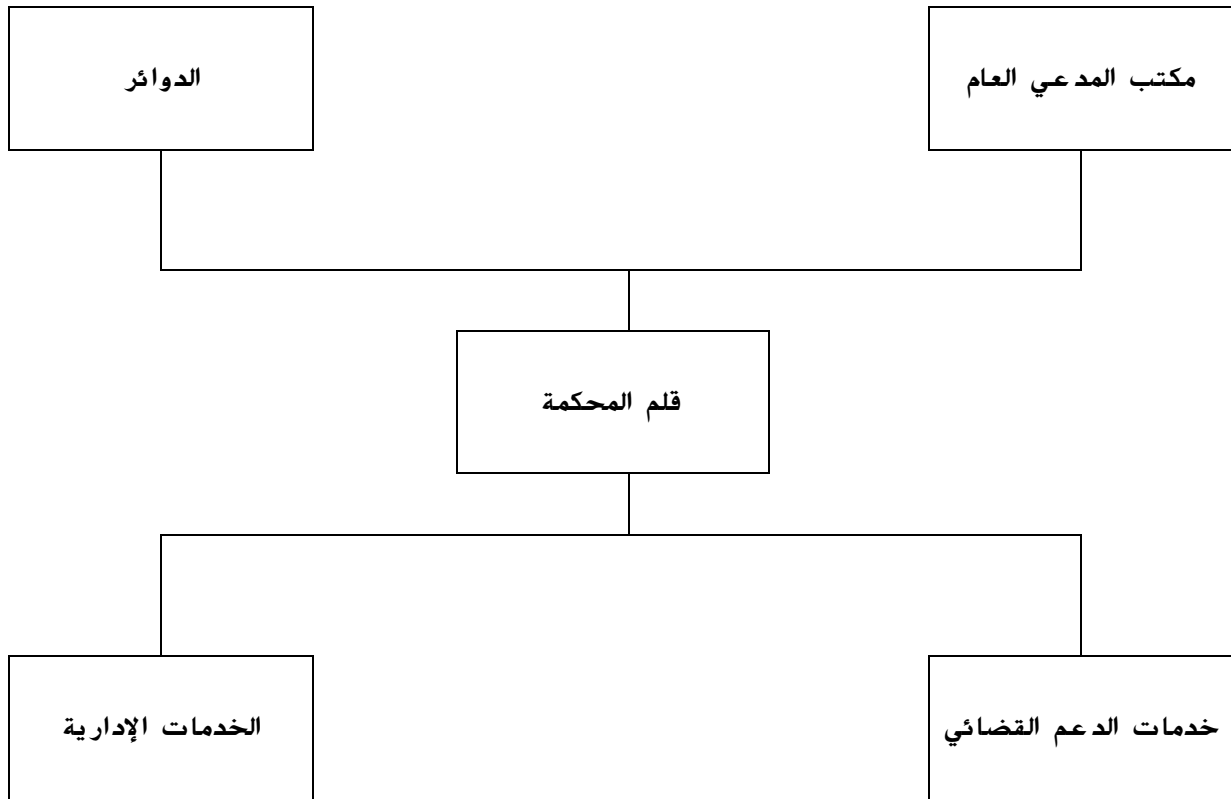 مكتب المدعي العام
الدوائر
قلم المحكمة
خدمات الدعم القضائي
الخدمات الإدارية